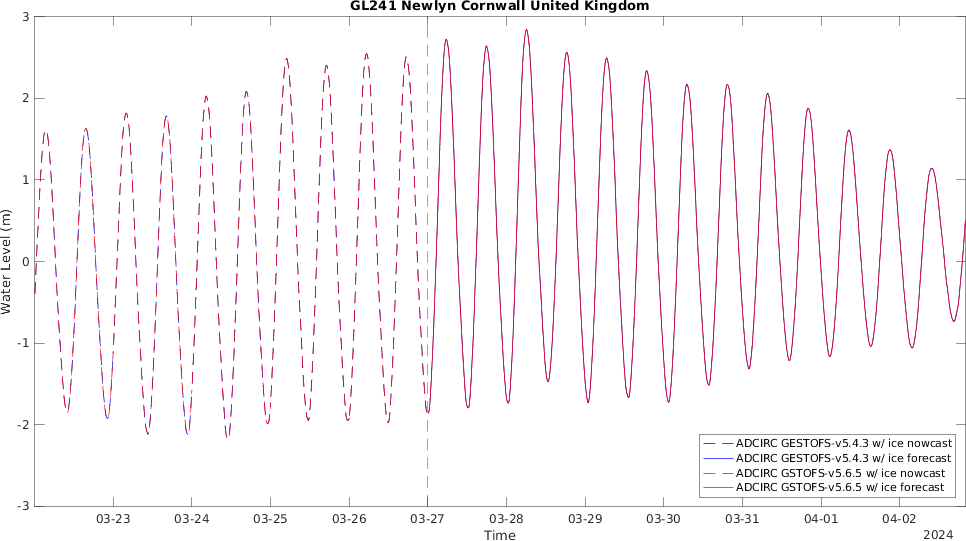 GL241 Newlyn Cornwall United Kingdom
3
2
1
0
-1
-2
-3
Water Level (m)
ADCIRC GESTOFS-v5.4.3 w/ ice nowcast
ADCIRC GESTOFS-v5.4.3 w/ ice forecast
ADCIRC GSTOFS-v5.6.5 w/ ice nowcast
ADCIRC GSTOFS-v5.6.5 w/ ice forecast
03-23 03-24 03-25 03-26 03-27 03-28 03-29 03-30 03-31 04-01 04-02
Time
2024